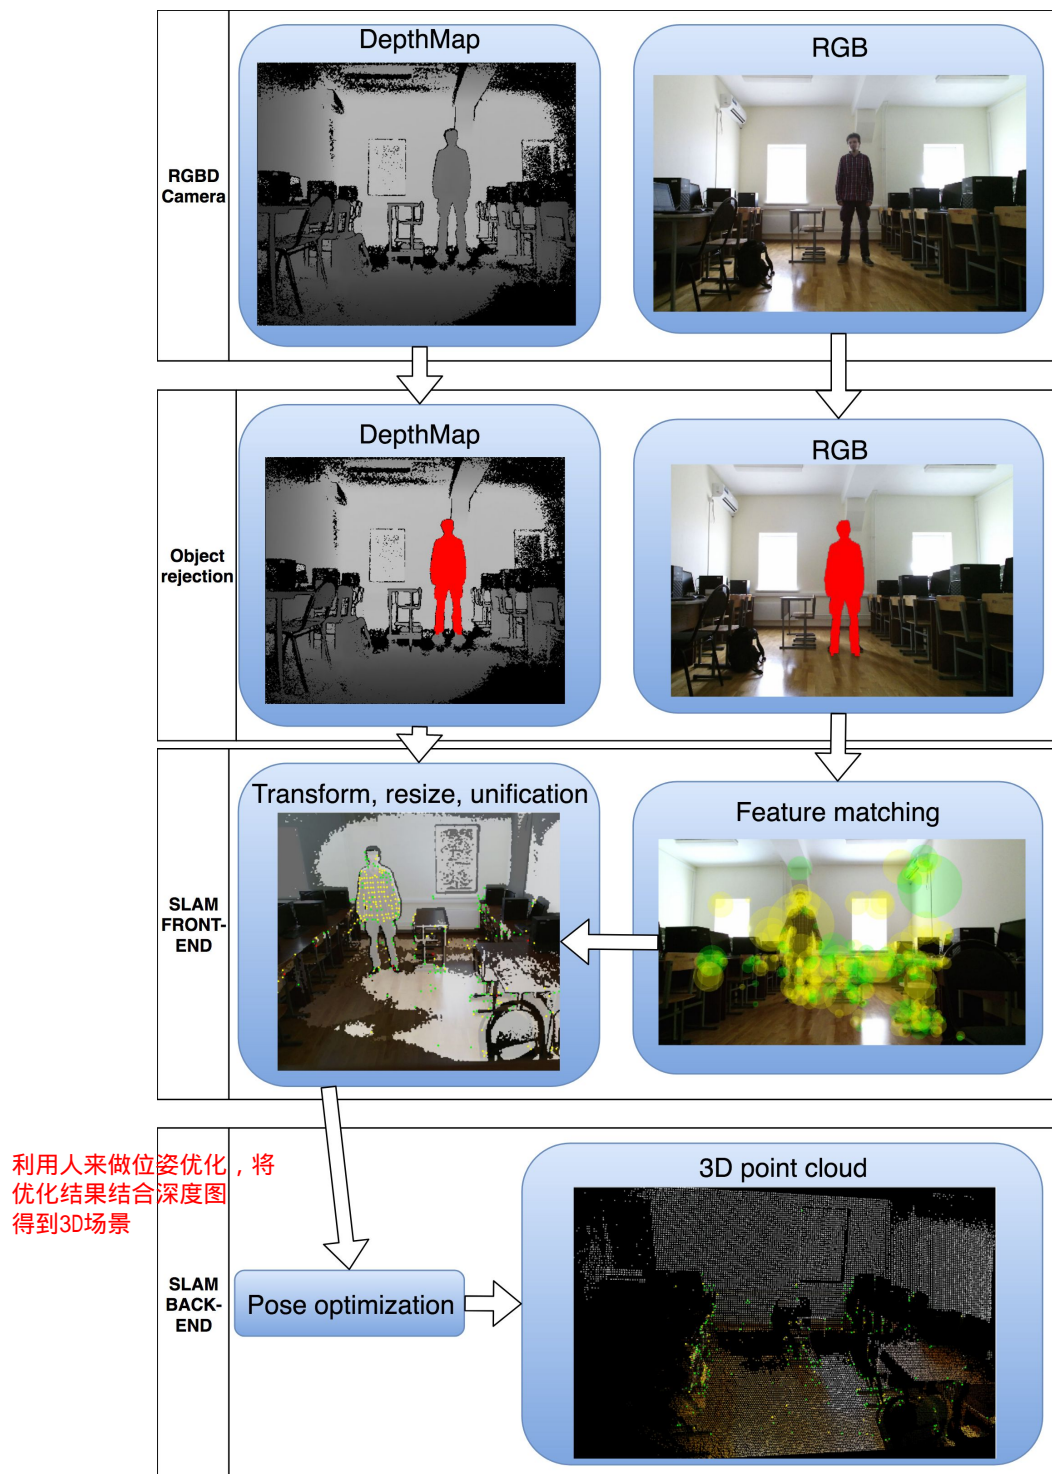 DepthMap
RGB
RGBD
Camera
DepthMap
RGB
Object
rejection
Transform, resize, unification
Feature matching
SLAM
FRONT-
END
利用人来做位姿优化，将
优化结果结合深度图
得到3D场景
3D point cloud
SLAM
BACK-
END
Pose optimization